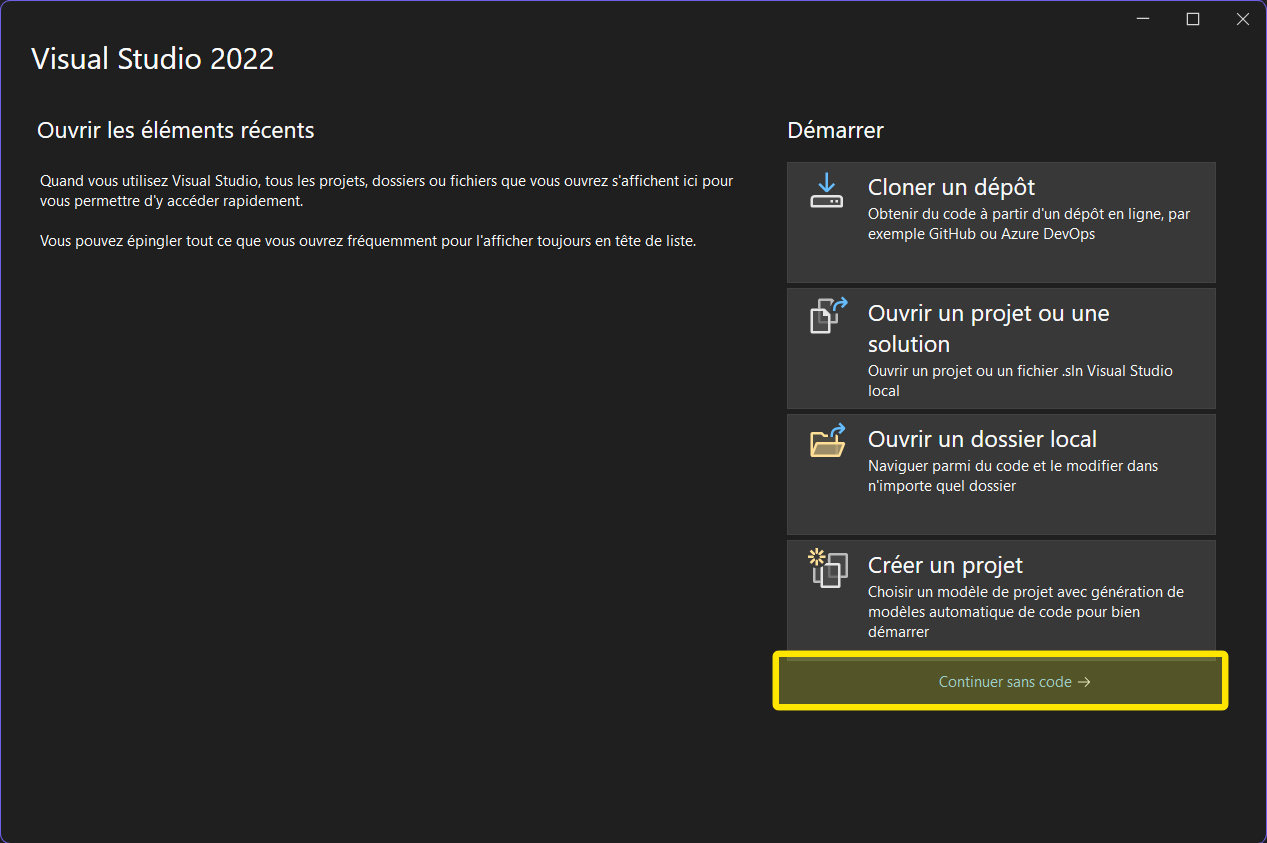 Visual Studio 2022
Ouvrir les éléments récents
Quand vous utilisez Visual Studio, tous les projets, dossiers ou fichiers que vous ouvrez s'affichent ici pour
vous permettre d'y accéder rapidement.
Vous pouvez épingler tout ce que vous ouvrez fréquemment pour l'afficher toujours en tête de liste.
Démarrer
Cloner un dépôt
Obtenir du code à partir d'un dépôt en ligne, par
exemple GitHub ou Azure DevOps
Ouvrir un projet ou une
solution
Ouvrir un projet ou un fichier .sln Visual Studio
local
Ouvrir un dossier local
Naviguer parmi du code et le modifier dans
n'importe quel dossier
Créer un projet
Choisir un modèle de projet avec génération de
modèles automatique de code pour bien
démarrer
Continuer sans code →